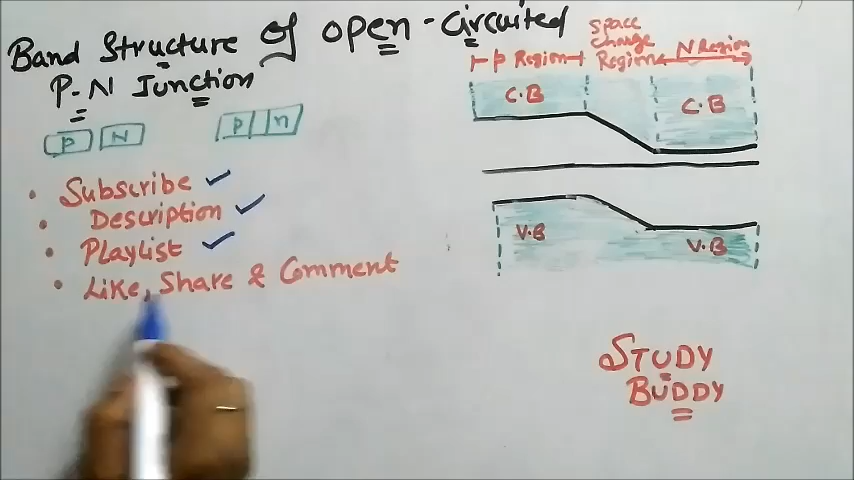 Band Structure of open-Circuited
P-N Junction
P N P n
• Subscribe ✓
• Description ✓
• Playlist ✓
• Like, Share & Comment
Space
Charge
P Region Region N Region
C.B C.B
V.B V.B
STUDY
BUDDY